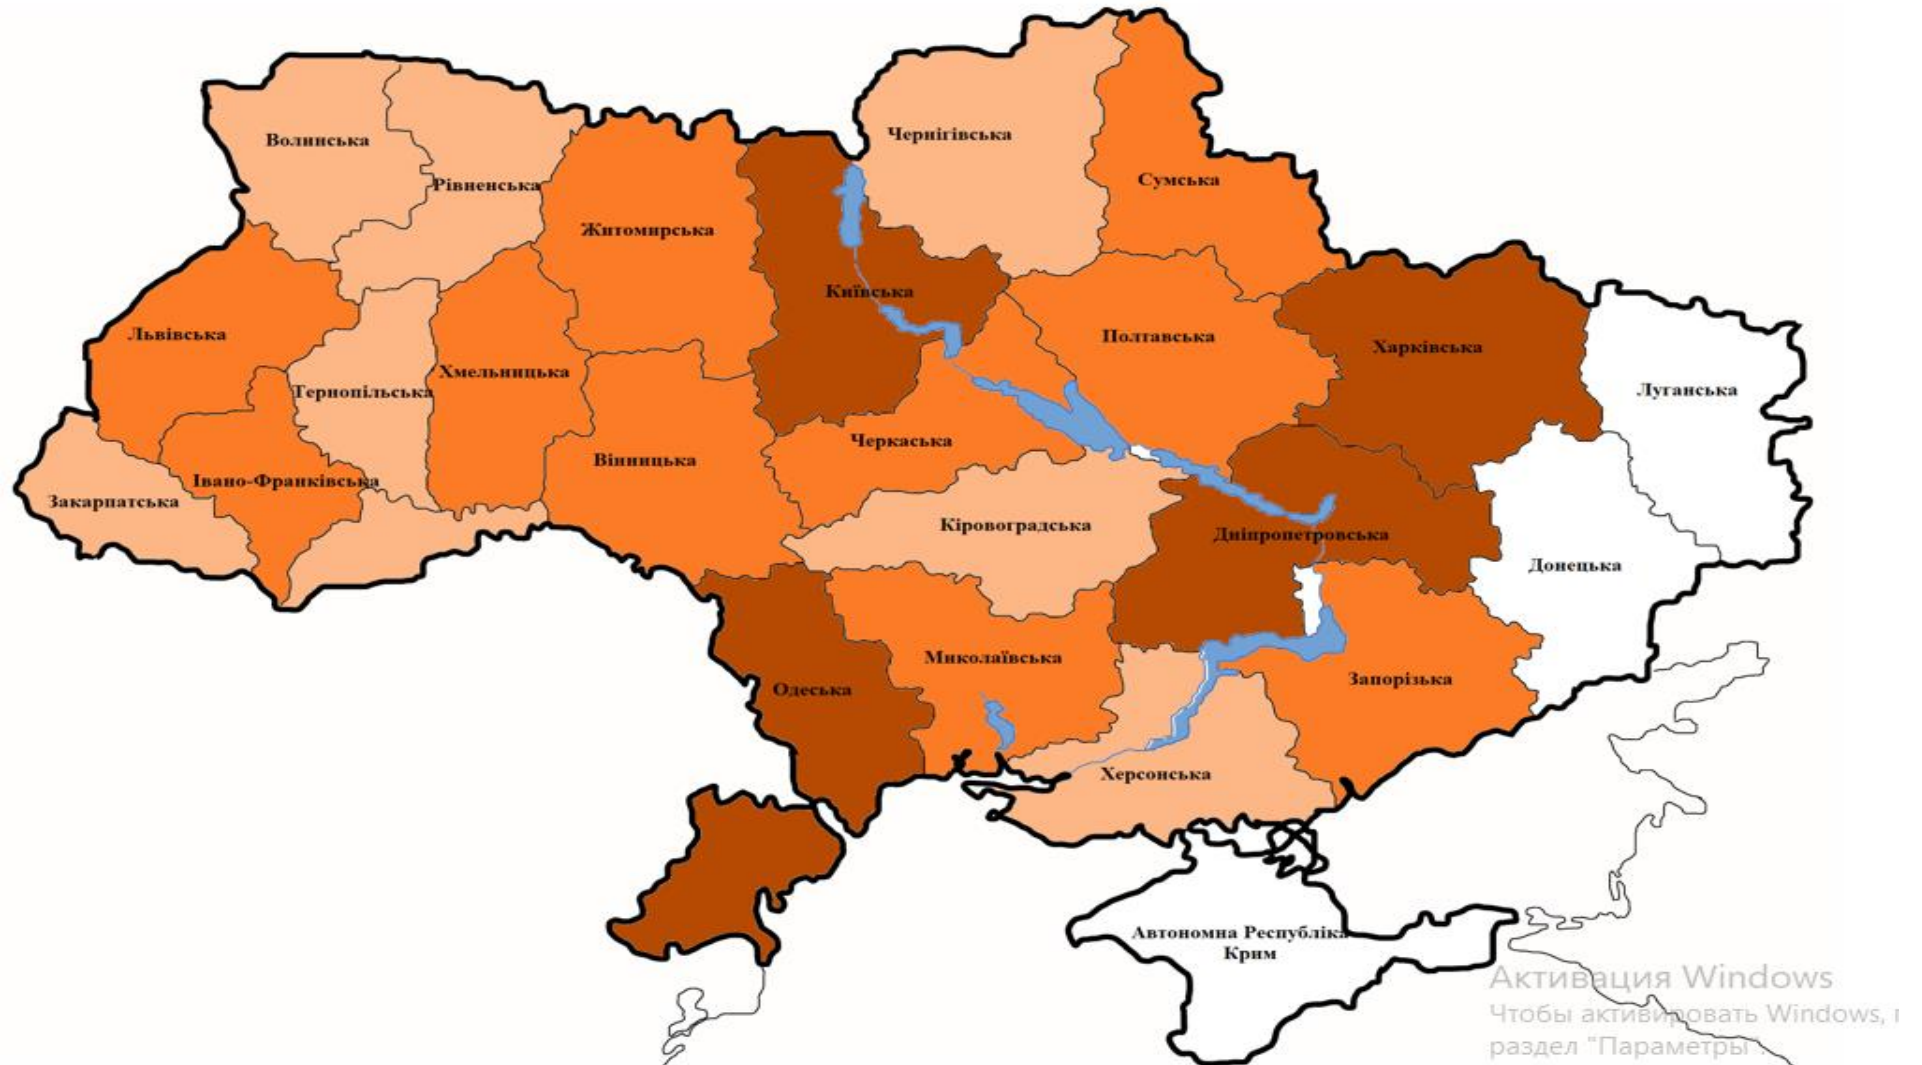 Волинська
Чернігівська
Рівненська
Сумська
Житомирська
Київська
Львівська
Полтавська
Харківська
Хмельницька
Тернопільська
Луганська
Черкаська
Вінницька
Івано-Франківська
Закарпатська
Кіровоградська
Дніпропетровська
Донецька
Миколаївська
Запорізька
Одеська
Херсонська
Автономна Республіка
Крим
Активация Windows
Чтобы активировать Windows,
раздел "Параметры".